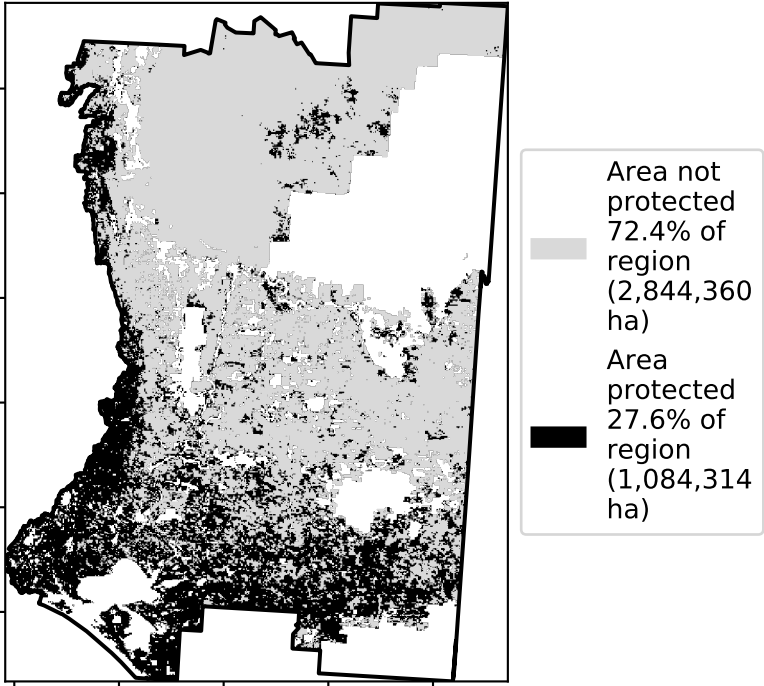 Area not
protected
72.4% of
region
(2,844,360
ha)
Area
protected
27.6% of
region
(1,084,314
ha)